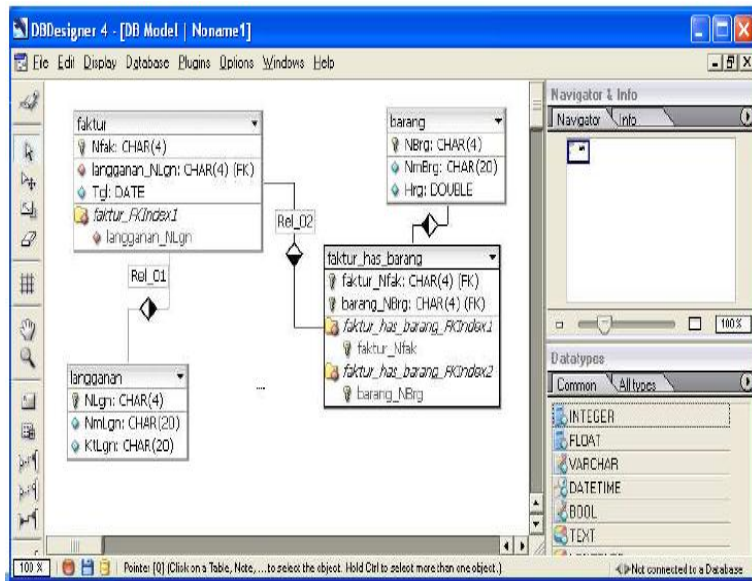 DBDesigner 4 - [DB Model | Noname1]
File Edit Display Database Plugins Options Windows Help
faktur
Nfak: CHAR(4)
langganan_NLgn: CHAR(4) (FK)
Tgl: DATE
faktur_FKIndex1
langganan_NLgn
barang
NBrg: CHAR(4)
NmBrg: CHAR(20)
Hrg: DOUBLE
Rel_02
Rel_01
faktur_has_barang
faktur_Nfak: CHAR(4) (FK)
barang_NBrg: CHAR(4) (FK)
faktur_has_barang_FKIndex1
faktur_Nfak
faktur_has_barang_FKIndex2
barang_NBrg
langganan
NLgn: CHAR(4)
NmLgn: CHAR(20)
KtLgn: CHAR(20)
...
Navigator & Info
Navigator Info
100 %
Datatypes
Common All types
INTEGER
FLOAT
VARCHAR
DATETIME
BOOL
TEXT
100 % Pointer [Q] (Click on a Table, Note, ... to select the object. Hold Ctrl to select more than one object.) Not connected to a Database